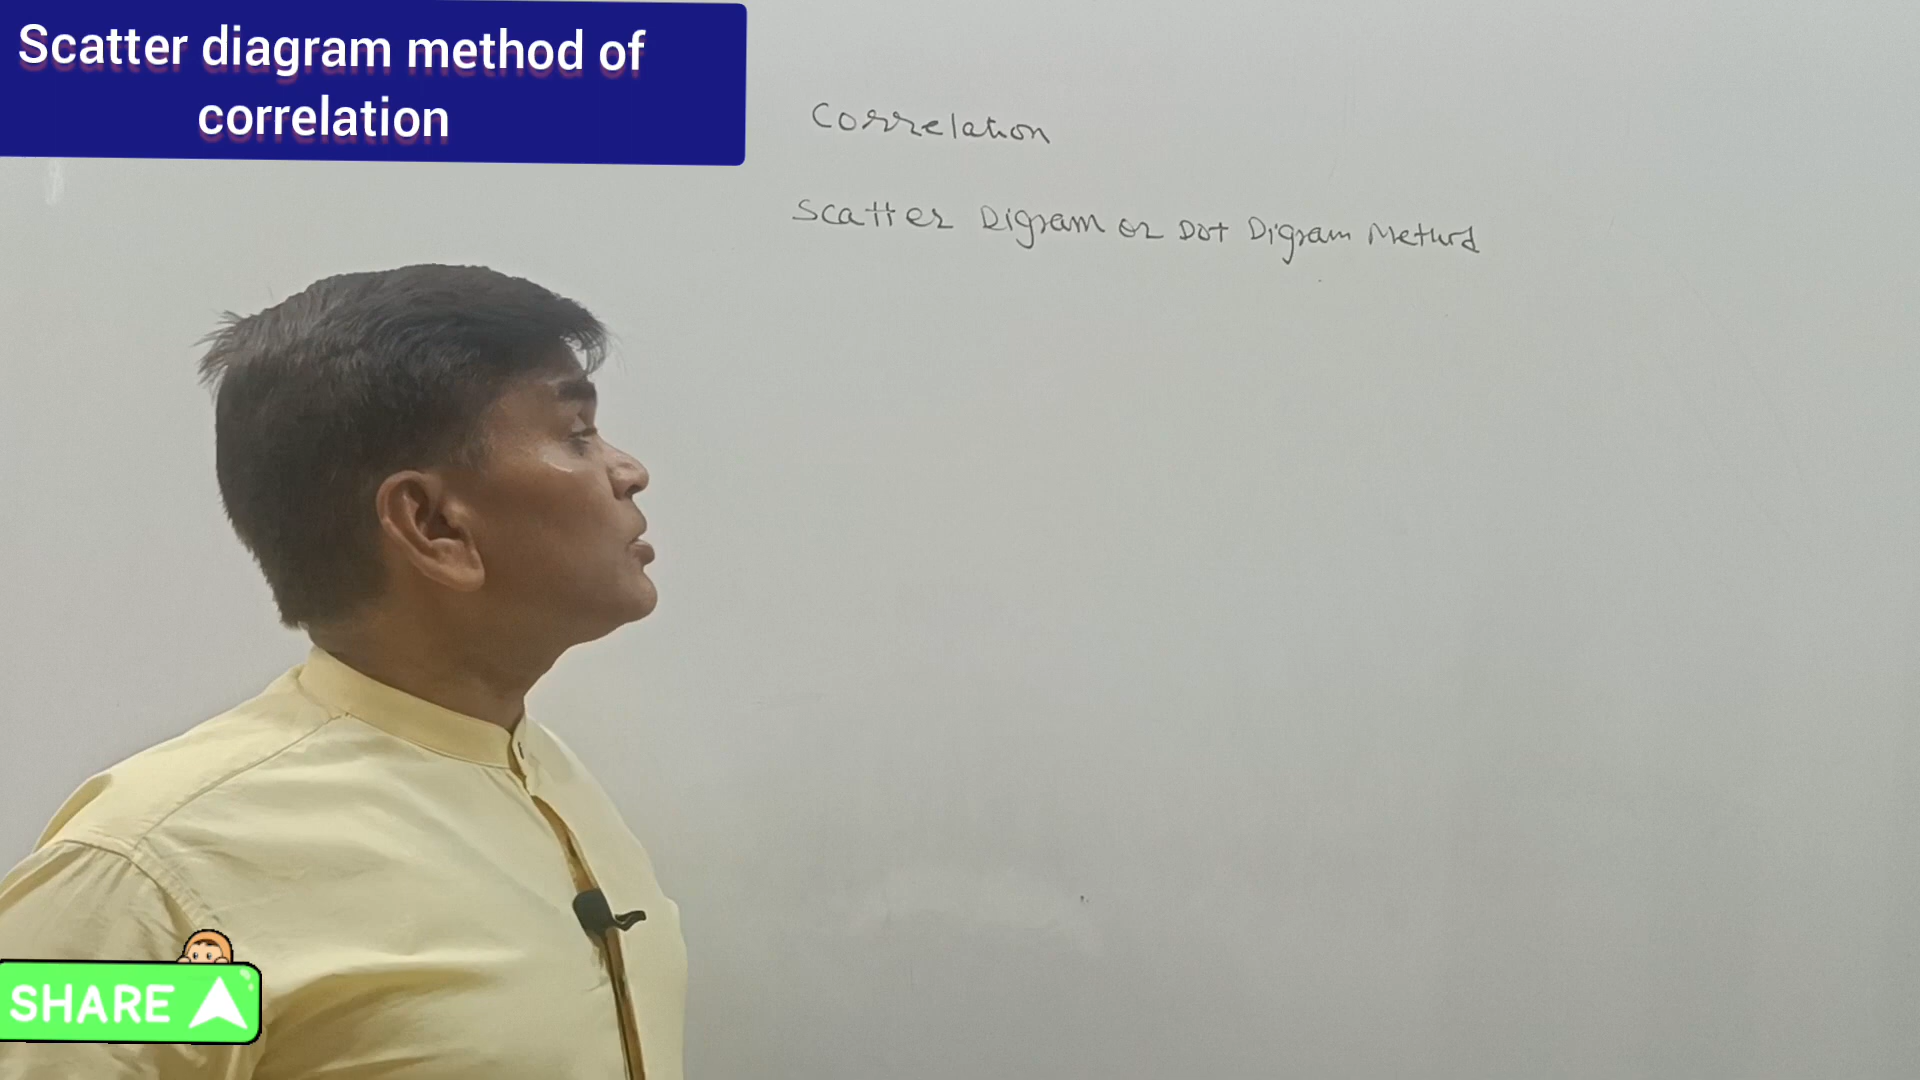 Scatter diagram method of
correlation
Correlation
Scatter Digram or Dot Digram Method
SHARE